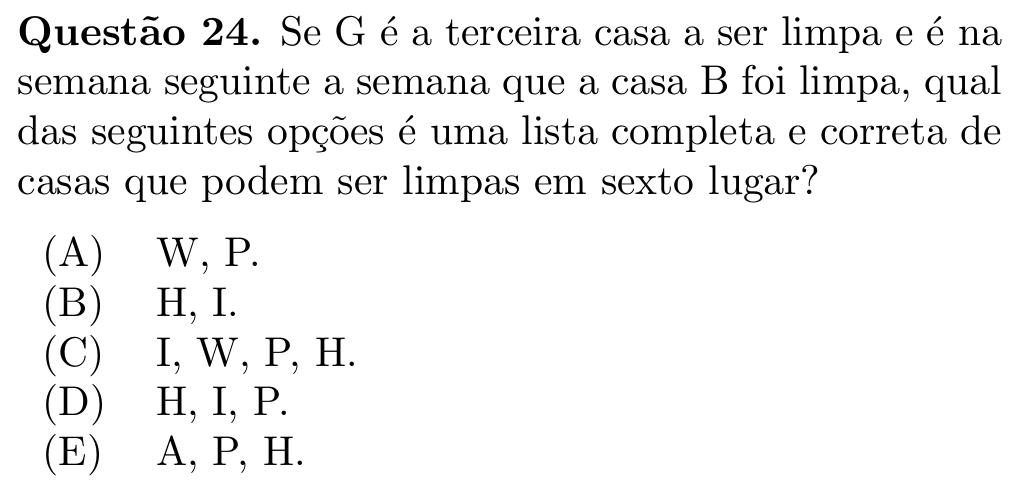 Questão 24. Se G é a terceira casa a ser limpa e é na
semana seguinte a semana que a casa B foi limpa, qual
das seguintes opções é uma lista completa e correta de
casas que podem ser limpas em sexto lugar?
(A) W, P.
(B) H, I.
(C) I, W, P, H.
(D) H, I, P.
(E) A, P, H.